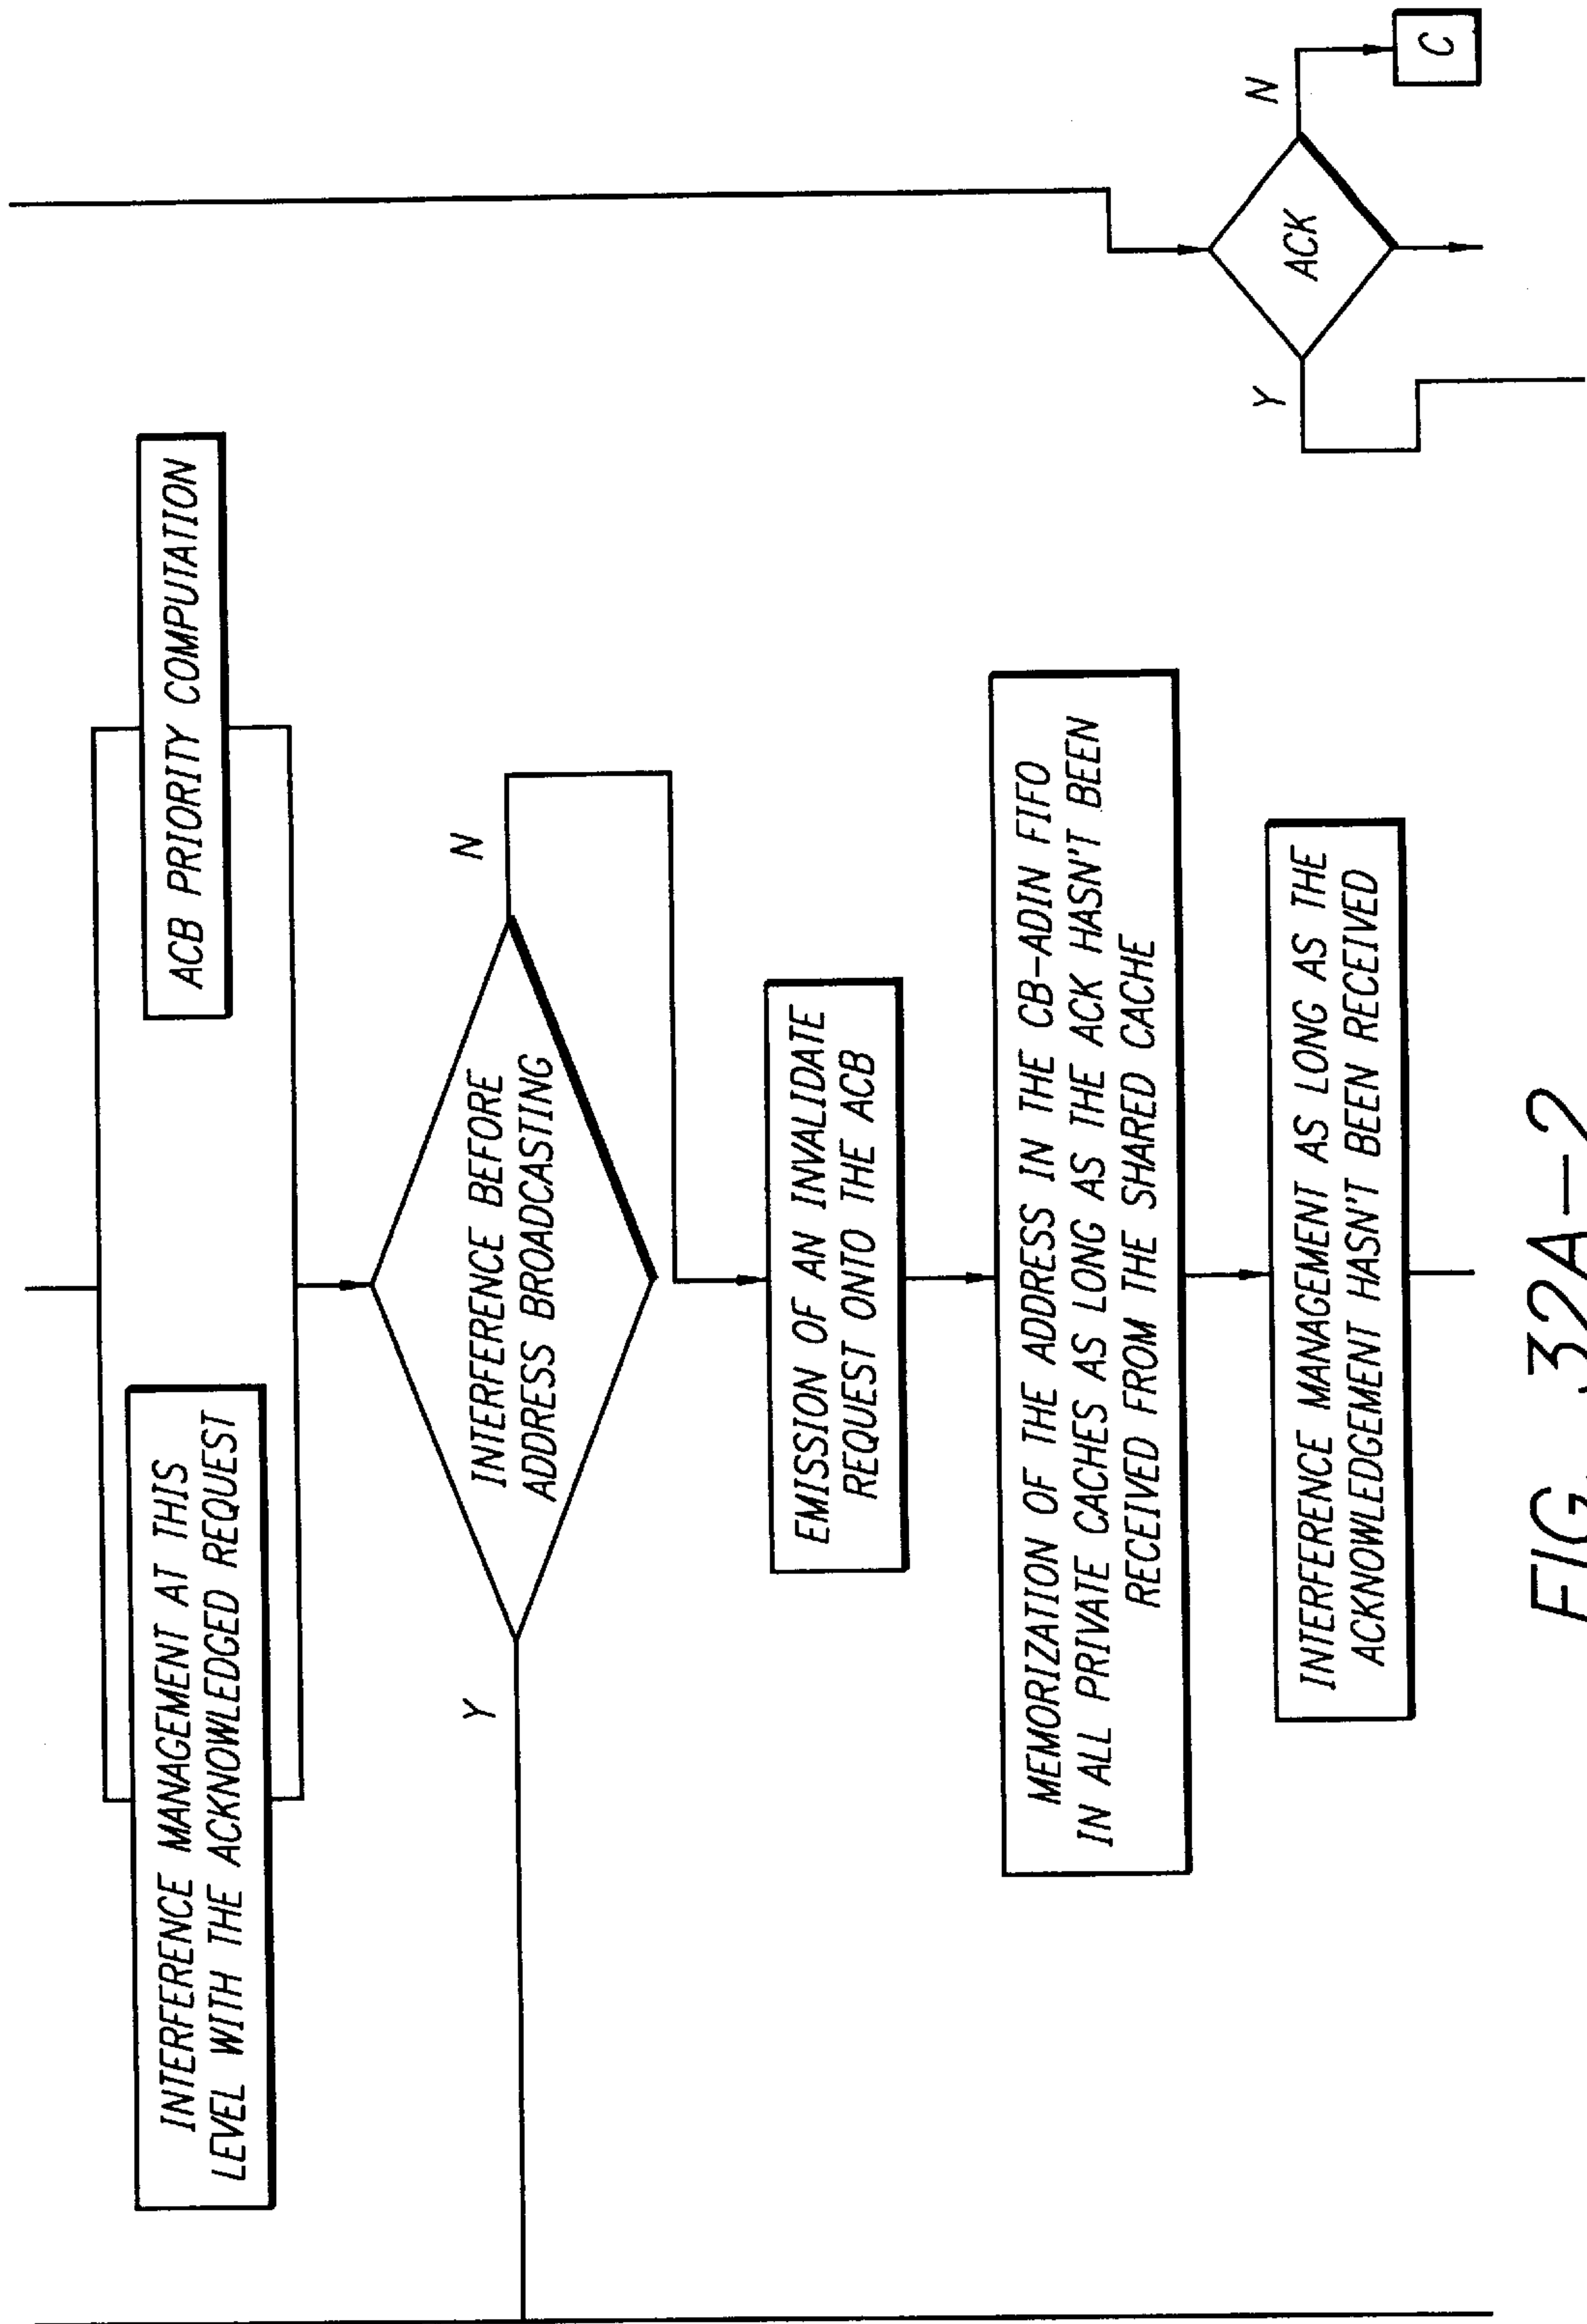 INTERFERENCE MANAGEMENT AT THIS
LEVEL WITH THE ACKNOWLEDGED REQUEST
ACB PRIORITY COMPUTATION
INTERFERENCE BEFORE
ADDRESS BROADCASTING
Y
N
EMISSION OF AN INVALIDATE
REQUEST ONTO THE ACB
MEMORIZATION OF THE ADDRESS IN THE CB-ADIN FIFO
IN ALL PRIVATE CACHES AS LONG AS THE ACK HASN'T BEEN
RECEIVED FROM THE SHARED CACHE
INTERFERENCE MANAGEMENT AS LONG AS THE
ACKNOWLEDGEMENT HASN'T BEEN RECEIVED
Y
ACK
N
C
FIG. 32A-2